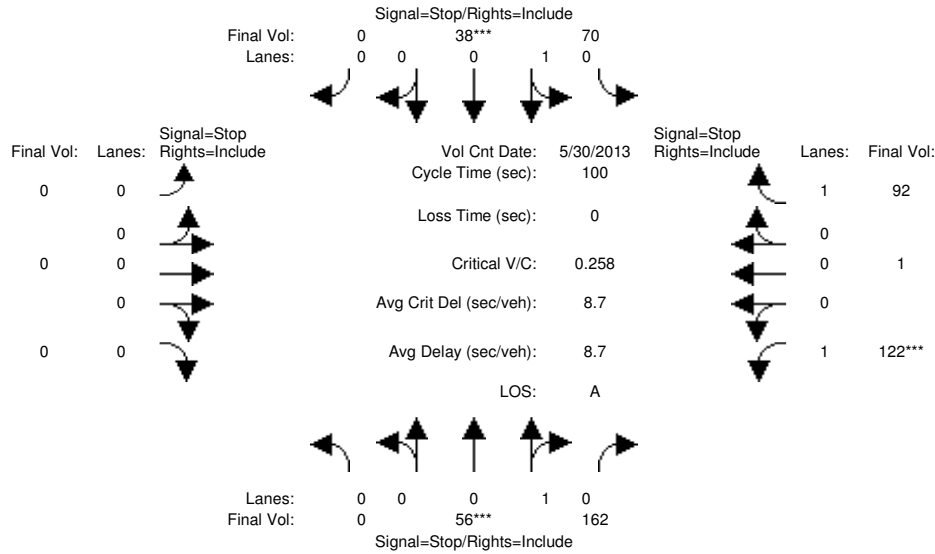 Signal=Stop/Rights=Include
Final Vol: 0 38*** 70
Lanes: 0 0 0 1 0
Signal=Stop
Final Vol: Lanes: Rights=Include
Vol Cnt Date: 5/30/2013
Signal=Stop
Rights=Include Lanes: Final Vol:
Cycle Time (sec): 100
0 0
1 92
Loss Time (sec): 0
0
0
0 0
Critical V/C: 0.258
0 1
0
Avg Crit Del (sec/veh): 8.7
0
0 0
Avg Delay (sec/veh): 8.7
1 122***
LOS: A
Lanes: 0 0 0 1 0
Final Vol: 0 56*** 162
Signal=Stop/Rights=Include